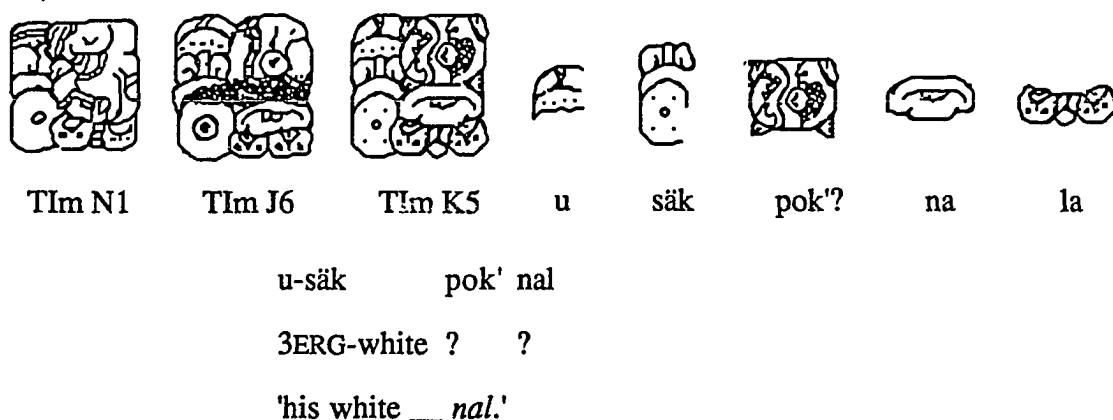 TIm N1 TIm J6 TIm K5 u säk pok'? na la
u-säk pok' nal
3ERG-white ? ?
'his white __ nal.'